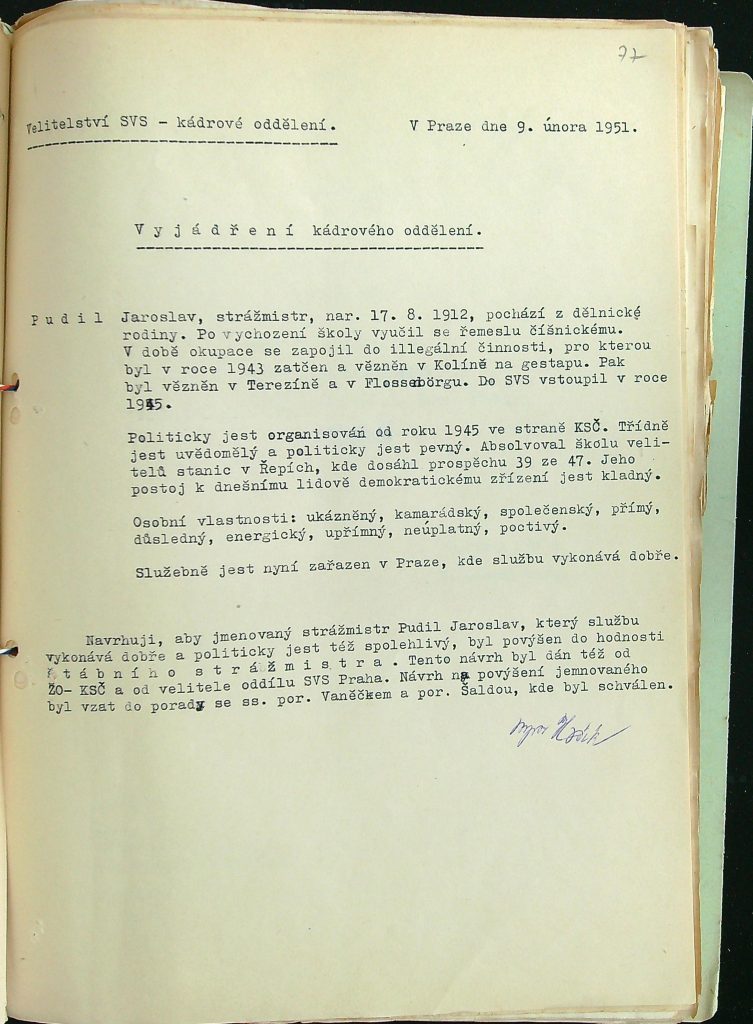 77
Velitelství SVS - kádrové oddělení. V Praze dne 9. února 1951.
V y j á d ř e n í kádrového oddělení.
P u d i l Jaroslav, strážmistr, nar. 17. 8. 1912, pochází z dělnické
rodiny. Po vychození školy vyučil se řemeslu číšnickému.
V době okupace se zapojil do illegální činnosti, pro kterou
byl v roce 1943 zatčen a vězněn v Kolíně na gestapu. Pak
byl vězněn v Terezíně a v Flossebörgu. Do SVS vstoupil v roce
1945.
Politicky jest organisován od roku 1945 ve straně KSČ. Třídně
jest uvědomělý a politicky jest pevný. Absolvoval školu veli-
telů stanic v Řepích, kde dosáhl prospěchu 39 ze 47. Jeho
postoj k dnešnímu lidově demokratickému zřízení jest kladný.
Osobní vlastnosti: ukázněný, kamarádský, společenský, přímý,
důsledný, energický, upřímný, neúplatný, poctivý.
Služebně jest nyní zařazen v Praze, kde službu vykonává dobře.
Navrhuji, aby jmenovaný strážmistr Pudil Jaroslav, který službu
vykonává dobře a politicky jest též spolehlivý, byl povýšen do hodnosti
š t á b n í h o s t r á ž m i s t r a . Tento návrh byl dán též od
ŽO- KSČ a od velitele oddílu SVS Praha. Návrh na povýšení jemnovaného
byl vzat do porady se ss. por. Vaněčkem a por. Šaldou, kde byl schválen.